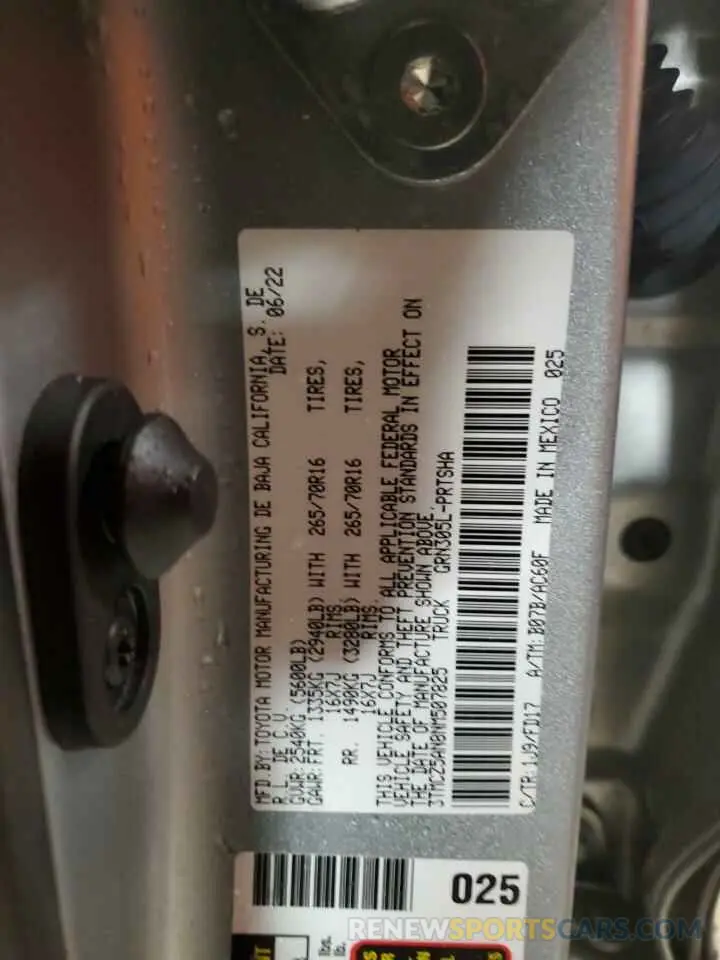 MFD.BY:TOYOTA MOTOR MANUFACTURING DE BAJA CALIFORNIA, S. DE
R.L. DE C.V. DATE: 06/22
GVWR:2540KG (5600LB)
GAWR:FRT. 1335KG (2940LB) WITH 265/70R16 TIRES,
16X7J RIMS,
RR. 1490KG (3280LB) WITH 265/70R16 TIRES,
16X7J RIMS.
THIS VEHICLE CONFORMS TO ALL APPLICABLE FEDERAL MOTOR
VEHICLE SAFETY AND THEFT PREVENTION STANDARDS IN EFFECT ON
THE DATE OF MANUFACTURE SHOWN ABOVE.
3TMCZ5AN8NM507825 TRUCK GRN305L-PRTSHA
C/TR:1J9/FD17 A/TM:B07B/AC60F MADE IN MEXICO 025
025
lbs.
lb.
RENEWSPORTSCARS.COM